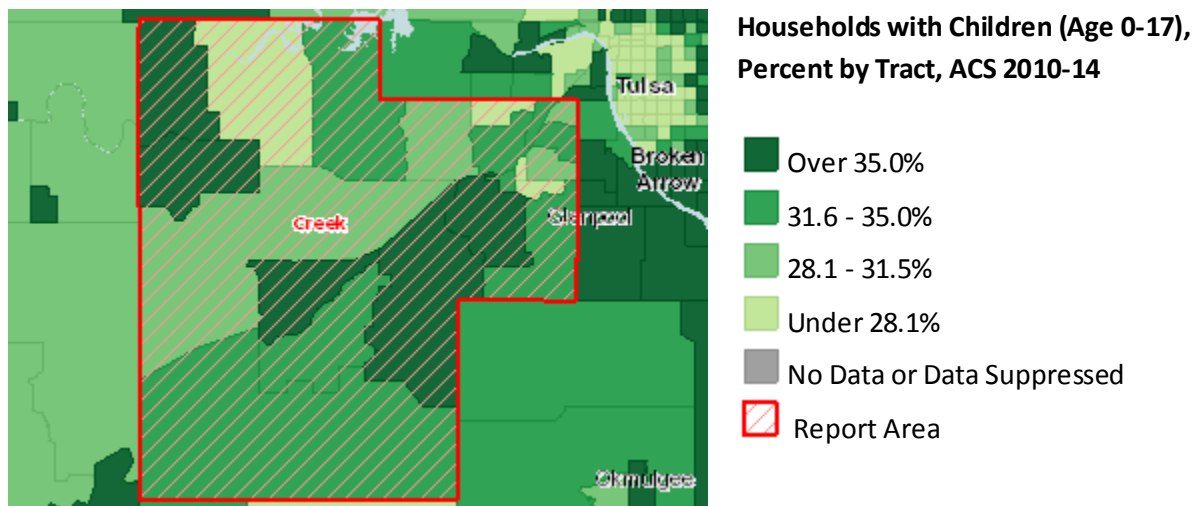 Households with Children (Age 0-17),
Percent by Tract, ACS 2010-14
Tulsa
Over 35.0%
Broken
Arrow
31.6 - 35.0%
Creek
Glenpool
28.1 - 31.5%
Under 28.1%
No Data or Data Suppressed
Report Area
Okmulgee